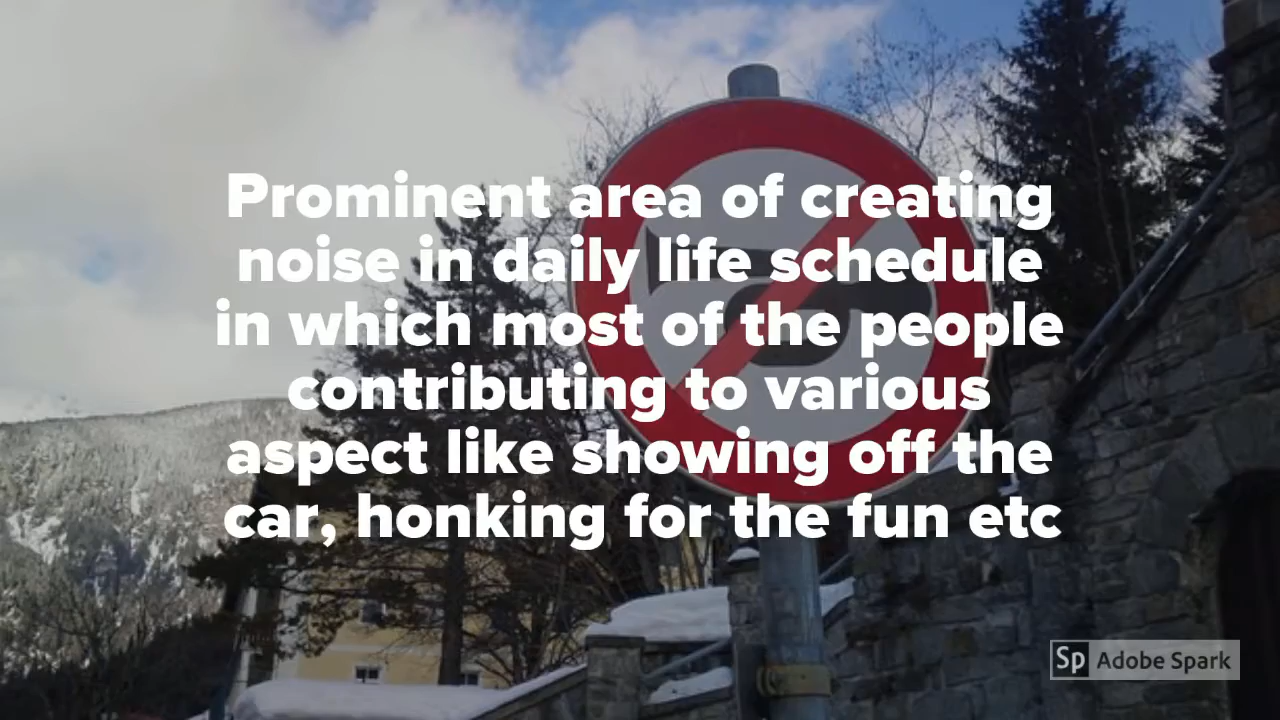 Prominent area of creating
noise in daily life schedule
in which most of the people
contributing to various
aspect like showing off the
car, honking for the fun etc
Sp Adobe Spark